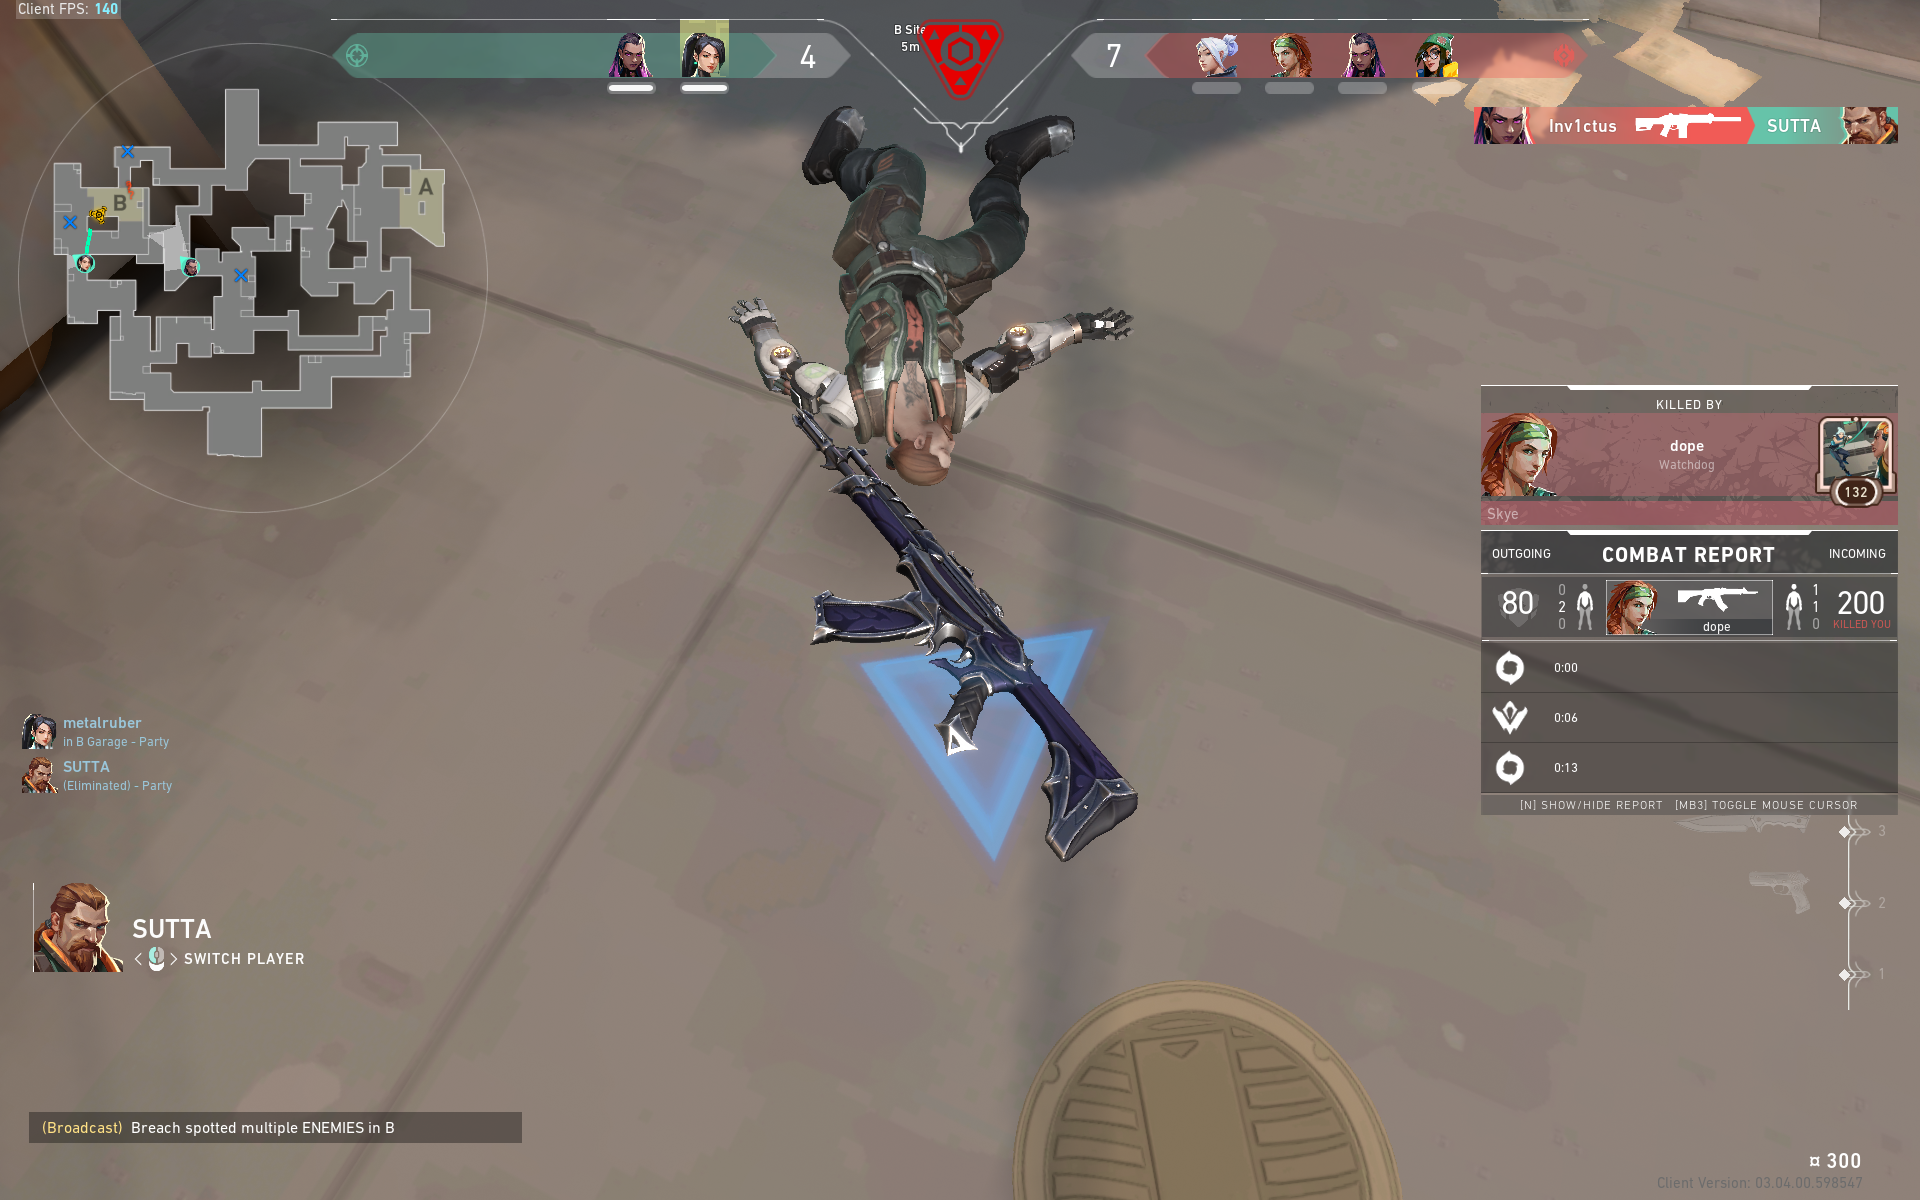 Client FPS: 140
4
B Site
5m
7
Inv1ctus
SUTTA
A
B
KILLED BY
dope
Watchdog
132
Skye
OUTGOING
COMBAT REPORT
INCOMING
80
0
2
0
dope
1
1
0
200
KILLED YOU
0:00
0:06
0:13
[N] SHOW/HIDE REPORT [MB3] TOGGLE MOUSE CURSOR
metalruber
in B Garage - Party
SUTTA
(Eliminated) - Party
3
2
1
SUTTA
< > SWITCH PLAYER
(Broadcast) Breach spotted multiple ENEMIES in B
¤ 300
Client Version: 03.04.00.598547